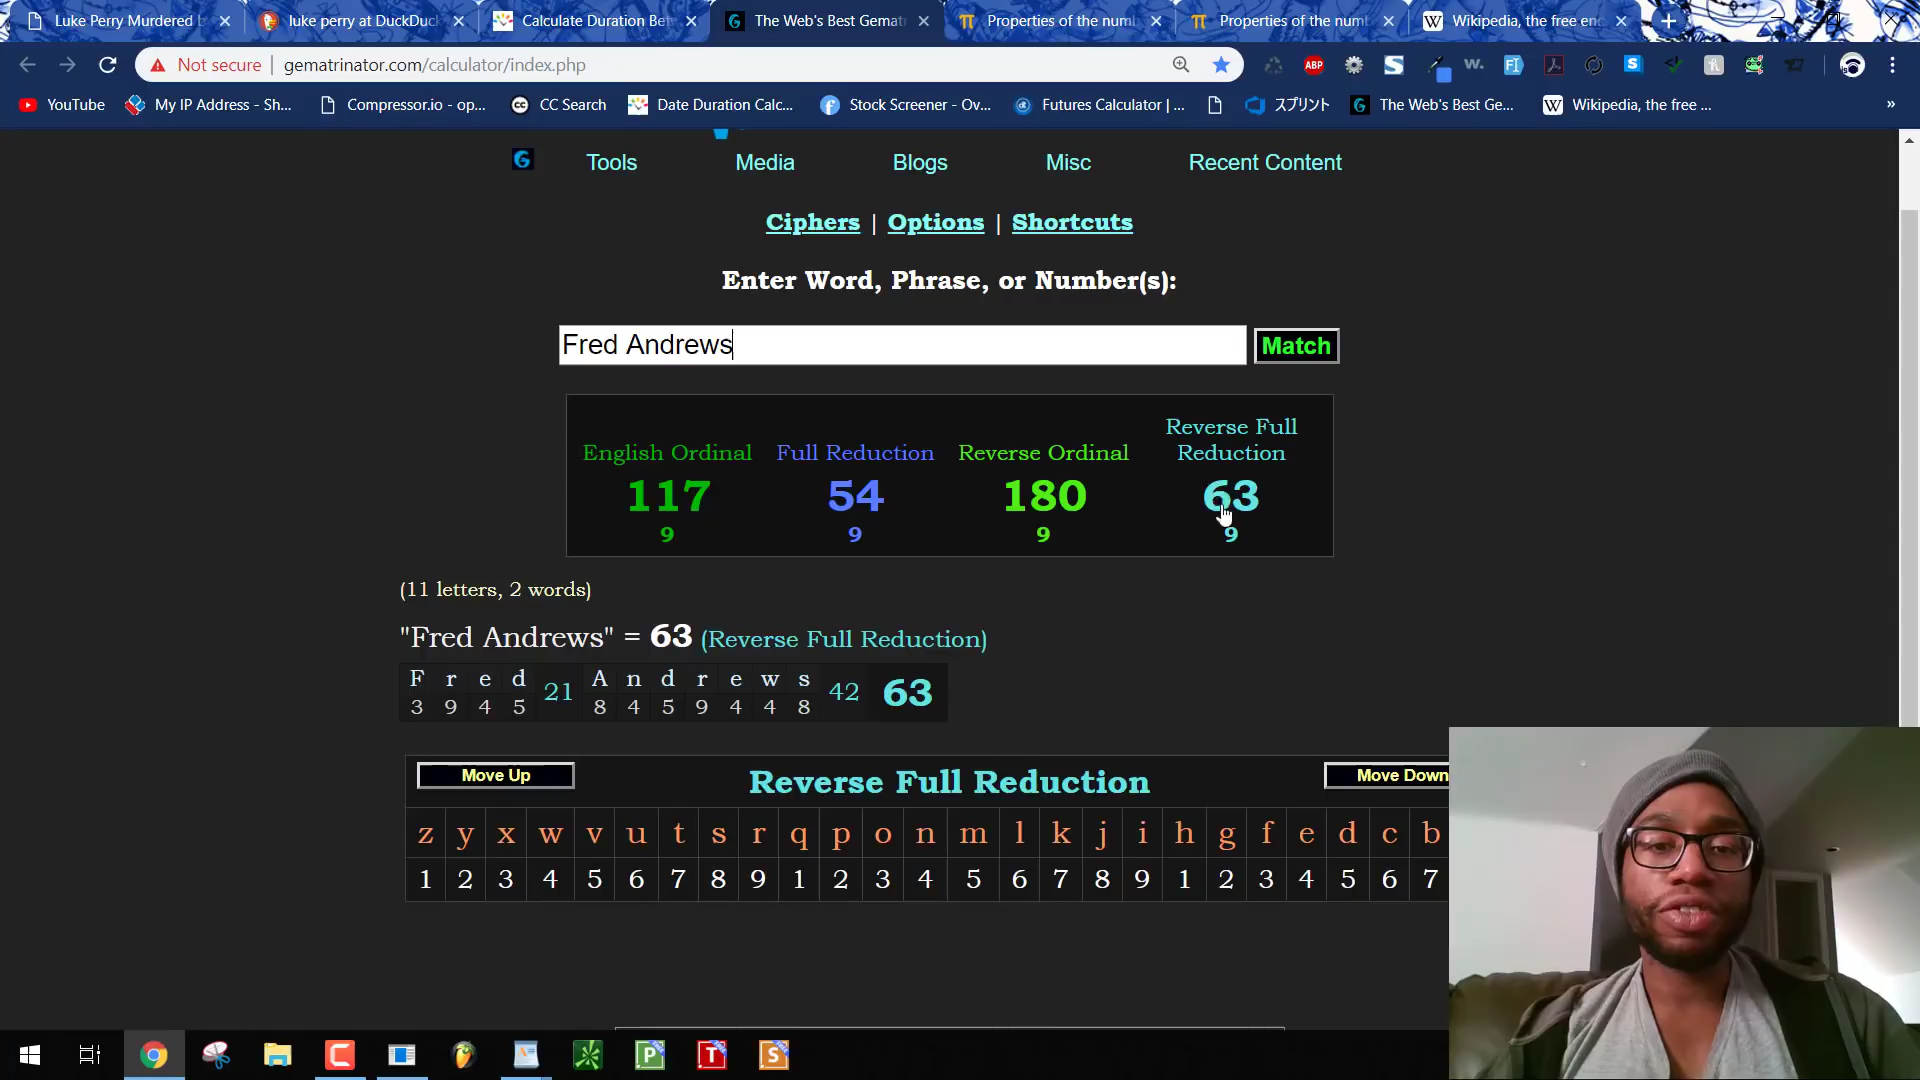 Luke Perry Murdered b
luke perry at DuckDuc
Calculate Duration Bet
The Web's Best Gemat
Properties of the numb
Properties of the numb
Wikipedia, the free enc
Not secure | gematrinator.com/calculator/index.php
YouTube
My IP Address - Sh...
Compressor.io - op...
CC Search
Date Duration Calc...
Stock Screener - Ov...
Futures Calculator | ...
スプリント
The Web's Best Ge...
Wikipedia, the free ...
»
Tools Media Blogs Misc Recent Content
Ciphers | Options | Shortcuts
Enter Word, Phrase, or Number(s):
Fred Andrews
Match
English Ordinal Full Reduction Reverse Ordinal Reverse Full Reduction
117 54 180 63
9 9 9 9
(11 letters, 2 words)
"Fred Andrews" = 63 (Reverse Full Reduction)
F r e d 21 A n d r e w s 42 63
3 9 4 5 8 4 5 9 4 4 8
Move Up
Reverse Full Reduction
Move Down
z y x w v u t s r q p o n m l k j i h g f e d c b
1 2 3 4 5 6 7 8 9 1 2 3 4 5 6 7 8 9 1 2 3 4 5 6 7